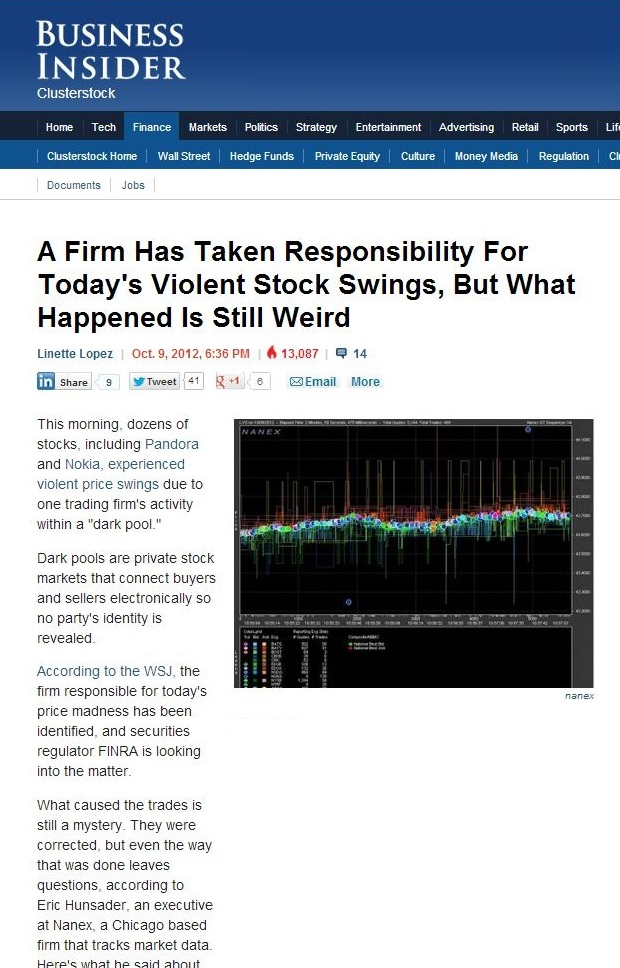 BUSINESS
INSIDER
Clusterstock
Home Tech Finance Markets Politics Strategy Entertainment Advertising Retail Sports
Clusterstock Home Wall Street Hedge Funds Private Equity Culture Money Media Regulation
Documents Jobs
A Firm Has Taken Responsibility For
Today's Violent Stock Swings, But What
Happened Is Still Weird
Linette Lopez | Oct. 9, 2012, 6:36 PM | 13,087 | 14
in Share 9 Tweet 41 +1 6 Email More
This morning, dozens of
stocks, including Pandora
and Nokia, experienced
violent price swings due to
one trading firm's activity
within a "dark pool."
NANEX
Dark pools are private stock
markets that connect buyers
and sellers electronically so
no party's identity is
revealed.
nanex
According to the WSJ, the
firm responsible for today's
price madness has been
identified, and securities
regulator FINRA is looking
into the matter.
What caused the trades is
still a mystery. They were
corrected, but even the way
that was done leaves
questions, according to
Eric Hunsader, an executive
at Nanex, a Chicago based
firm that tracks market data.
Here's what he said about